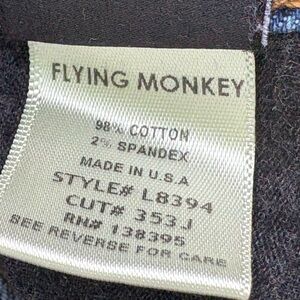 FLYING MONKEY
98% COTTON
2% SPANDEX
MADE IN U.S.A
STYLE# L8394
CUT# 353J
RN# 138395
SEE REVERSE FOR CARE